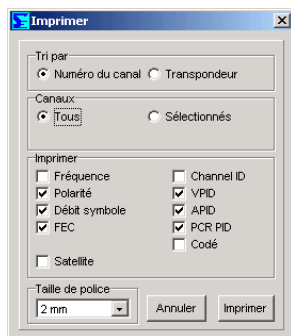 Imprimer
Tri par
Numéro du canal Transpondeur
Canaux
Tous Sélectionnés
Imprimer
Fréquence Channel ID
Polarité VPID
Débit symbole APID
FEC PCR PID
Codé
Satellite
Taille de police
2 mm Annuler Imprimer